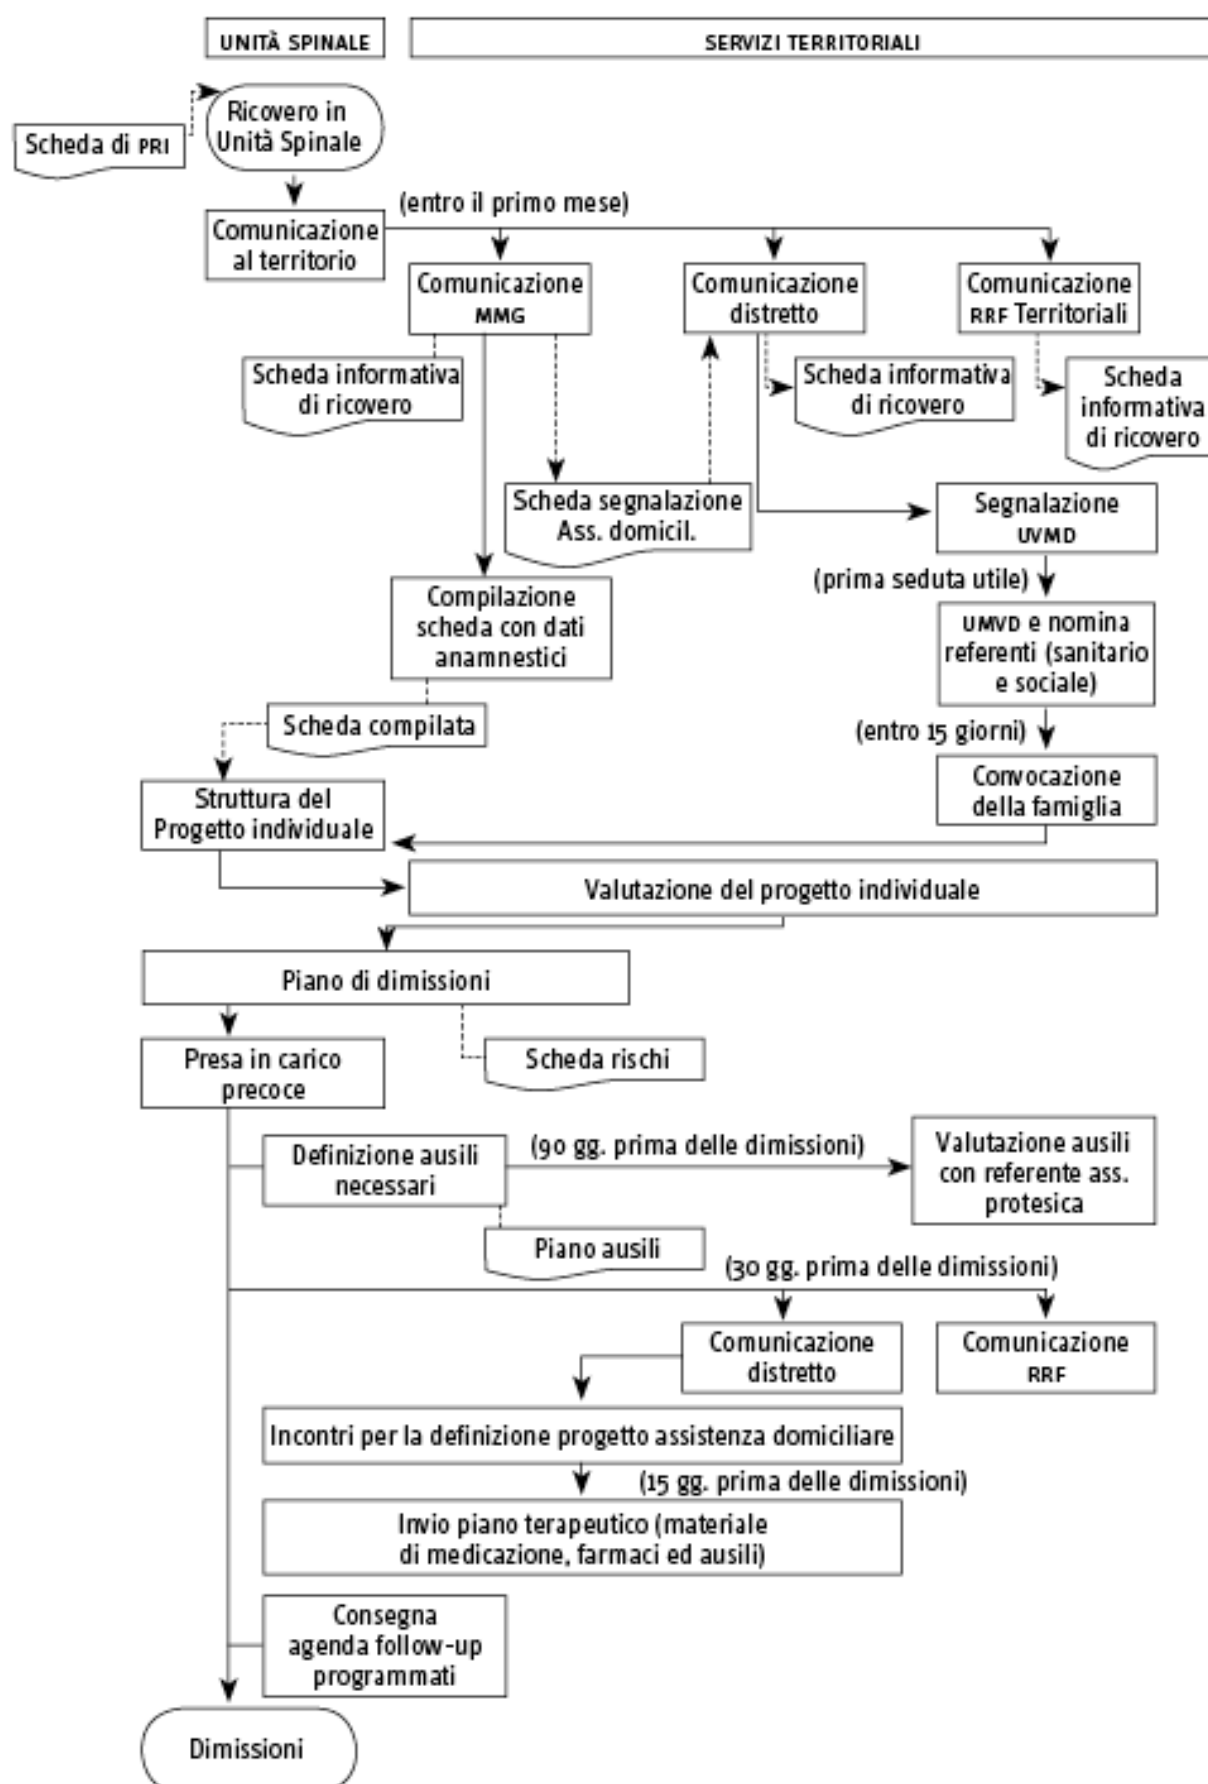 UNITÀ SPINALE
SERVIZI TERRITORIALI
Ricovero in
Unità Spinale
Scheda di PRI
(entro il primo mese)
Comunicazione
al territorio
Comunicazione
MMG
Comunicazione
distretto
Comunicazione
RRF Territoriali
Scheda informativa
di ricovero
Scheda informativa
di ricovero
Scheda
informativa
di ricovero
Scheda segnalazione
Ass. domicil.
Segnalazione
UVMD
(prima seduta utile)
Compilazione
scheda con dati
anamnestici
UMVD e nomina
referenti (sanitario
e sociale)
Scheda compilata
(entro 15 giorni)
Convocazione
della famiglia
Struttura del
Progetto individuale
Valutazione del progetto individuale
Piano di dimissioni
Presa in carico
precoce
Scheda rischi
Definizione ausili
necessari
(90 gg. prima delle dimissioni)
Valutazione ausili
con referente ass.
protesica
Piano ausili
(30 gg. prima delle dimissioni)
Comunicazione
distretto
Comunicazione
RRF
Incontri per la definizione progetto assistenza domiciliare
(15 gg. prima delle dimissioni)
Invio piano terapeutico (materiale
di medicazione, farmaci ed ausili)
Consegna
agenda follow-up
programmati
Dimissioni